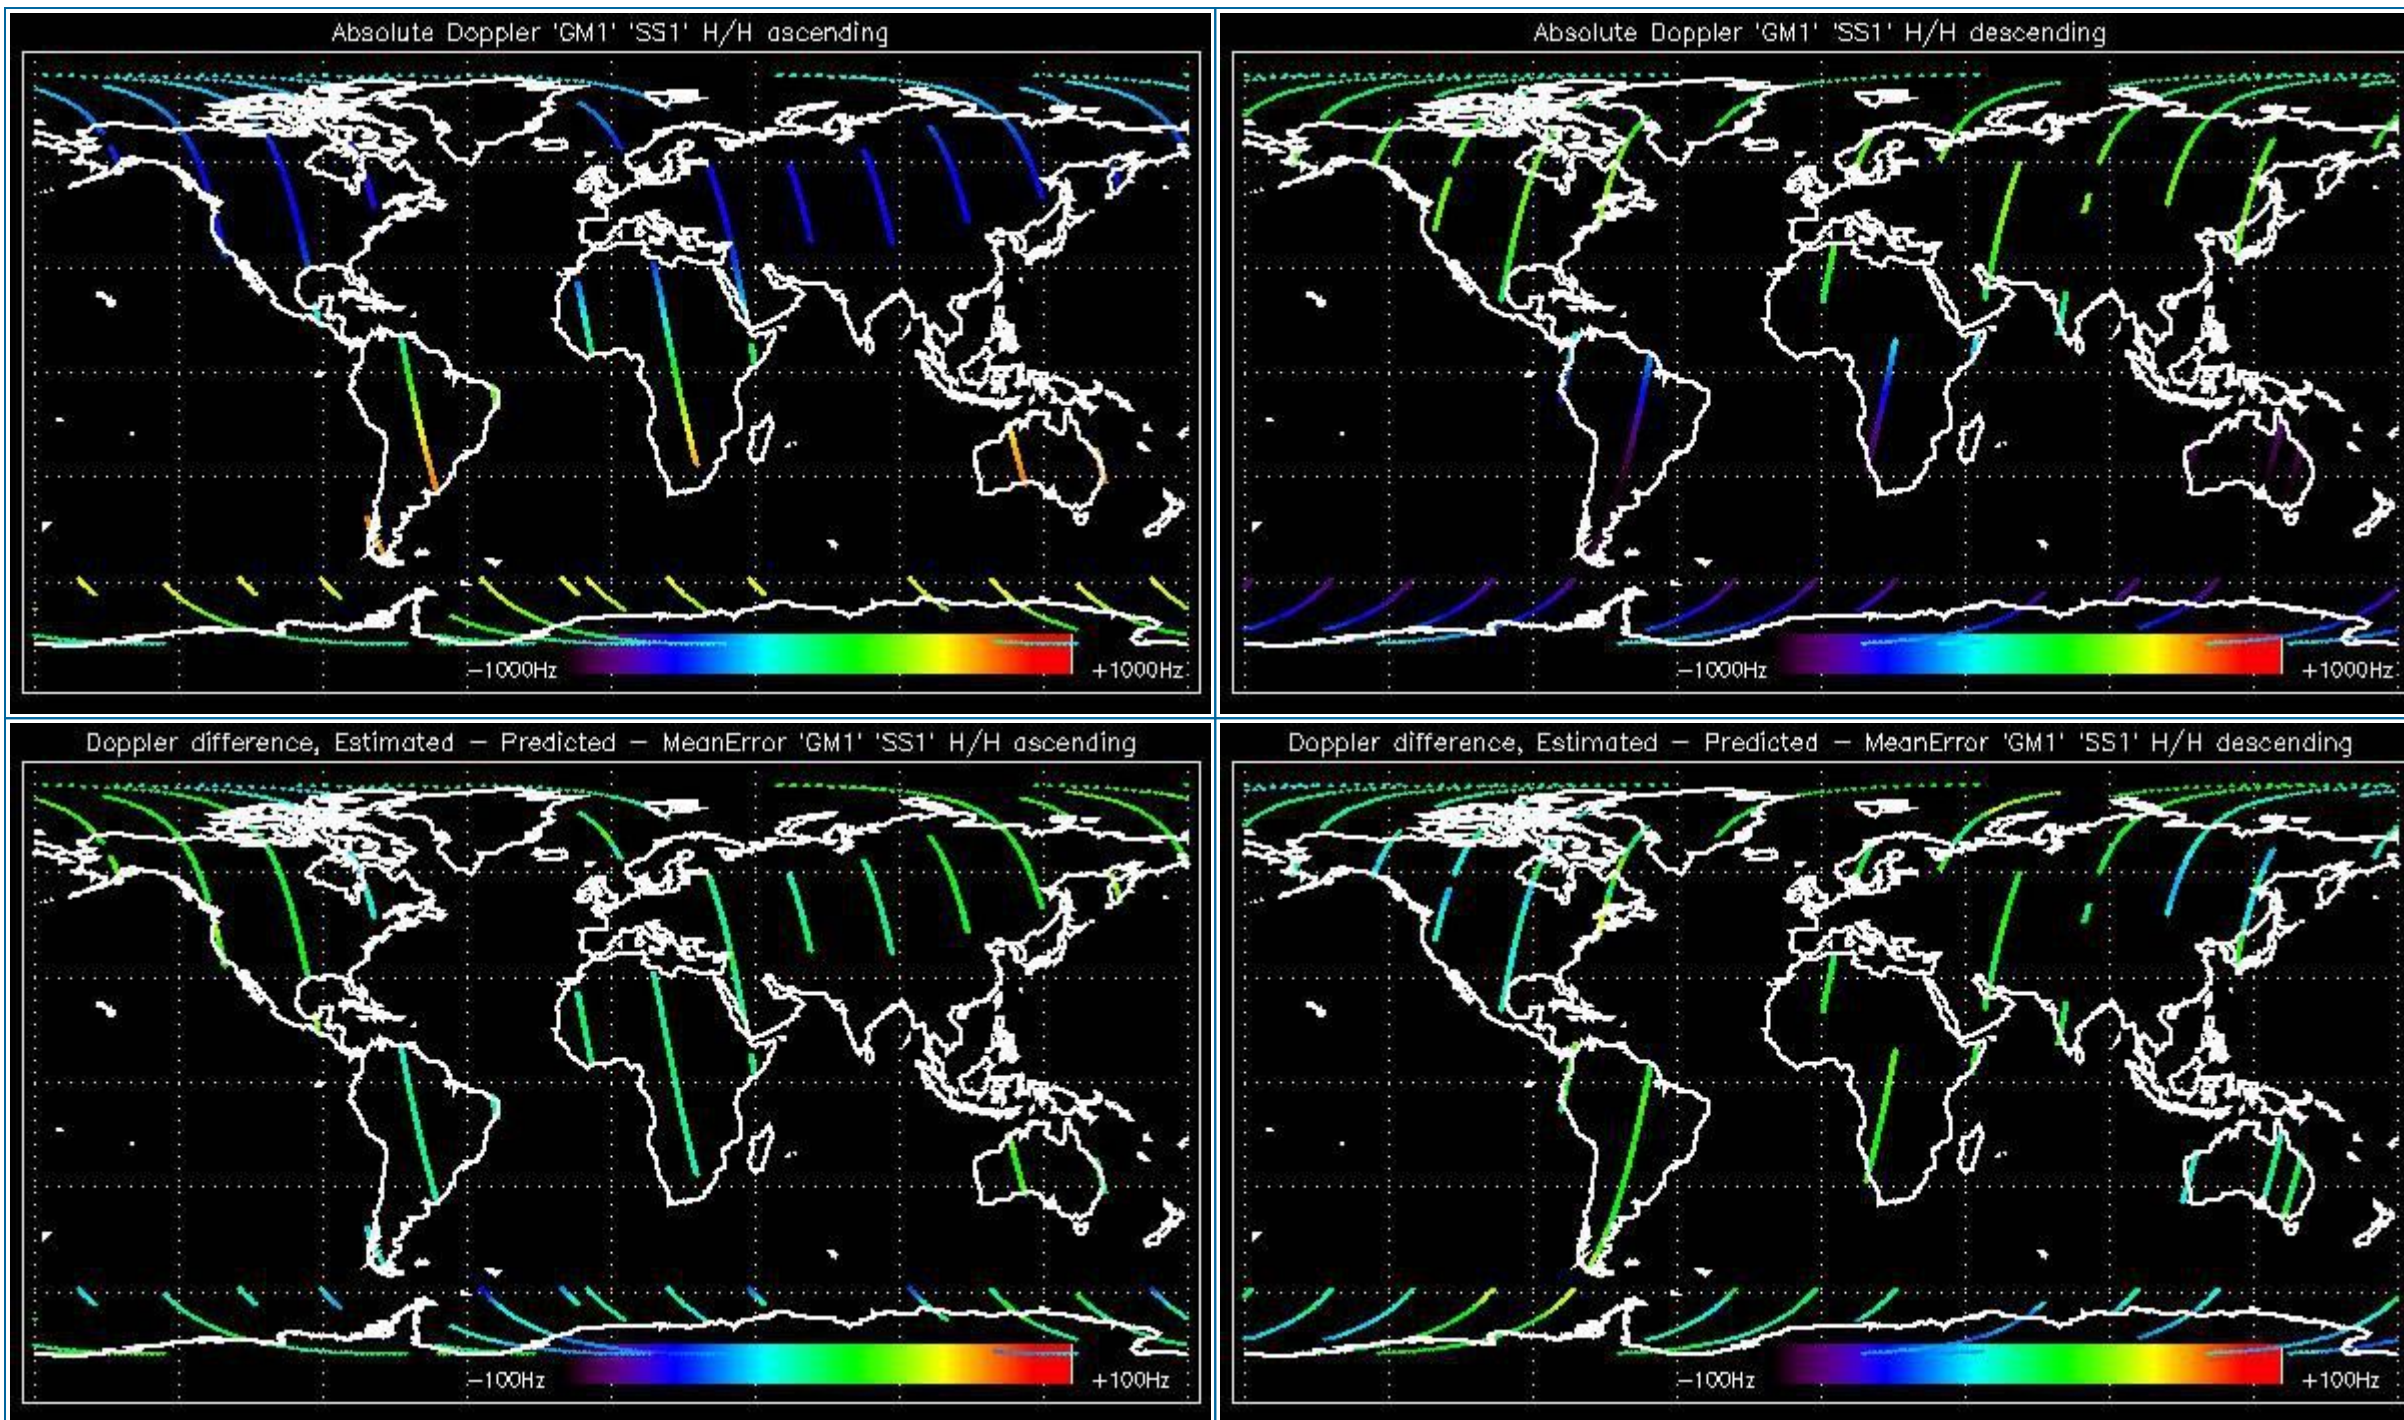 Absolute Doppler 'GM1' 'SS1' H/H ascending
−1000Hz
+1000Hz
Absolute Doppler 'GM1' 'SS1' H/H descending
−1000Hz
+1000Hz
Doppler difference, Estimated − Predicted − MeanError 'GM1' 'SS1' H/H ascending
−100Hz
+100Hz
Doppler difference, Estimated − Predicted − MeanError 'GM1' 'SS1' H/H descending
−100Hz
+100Hz